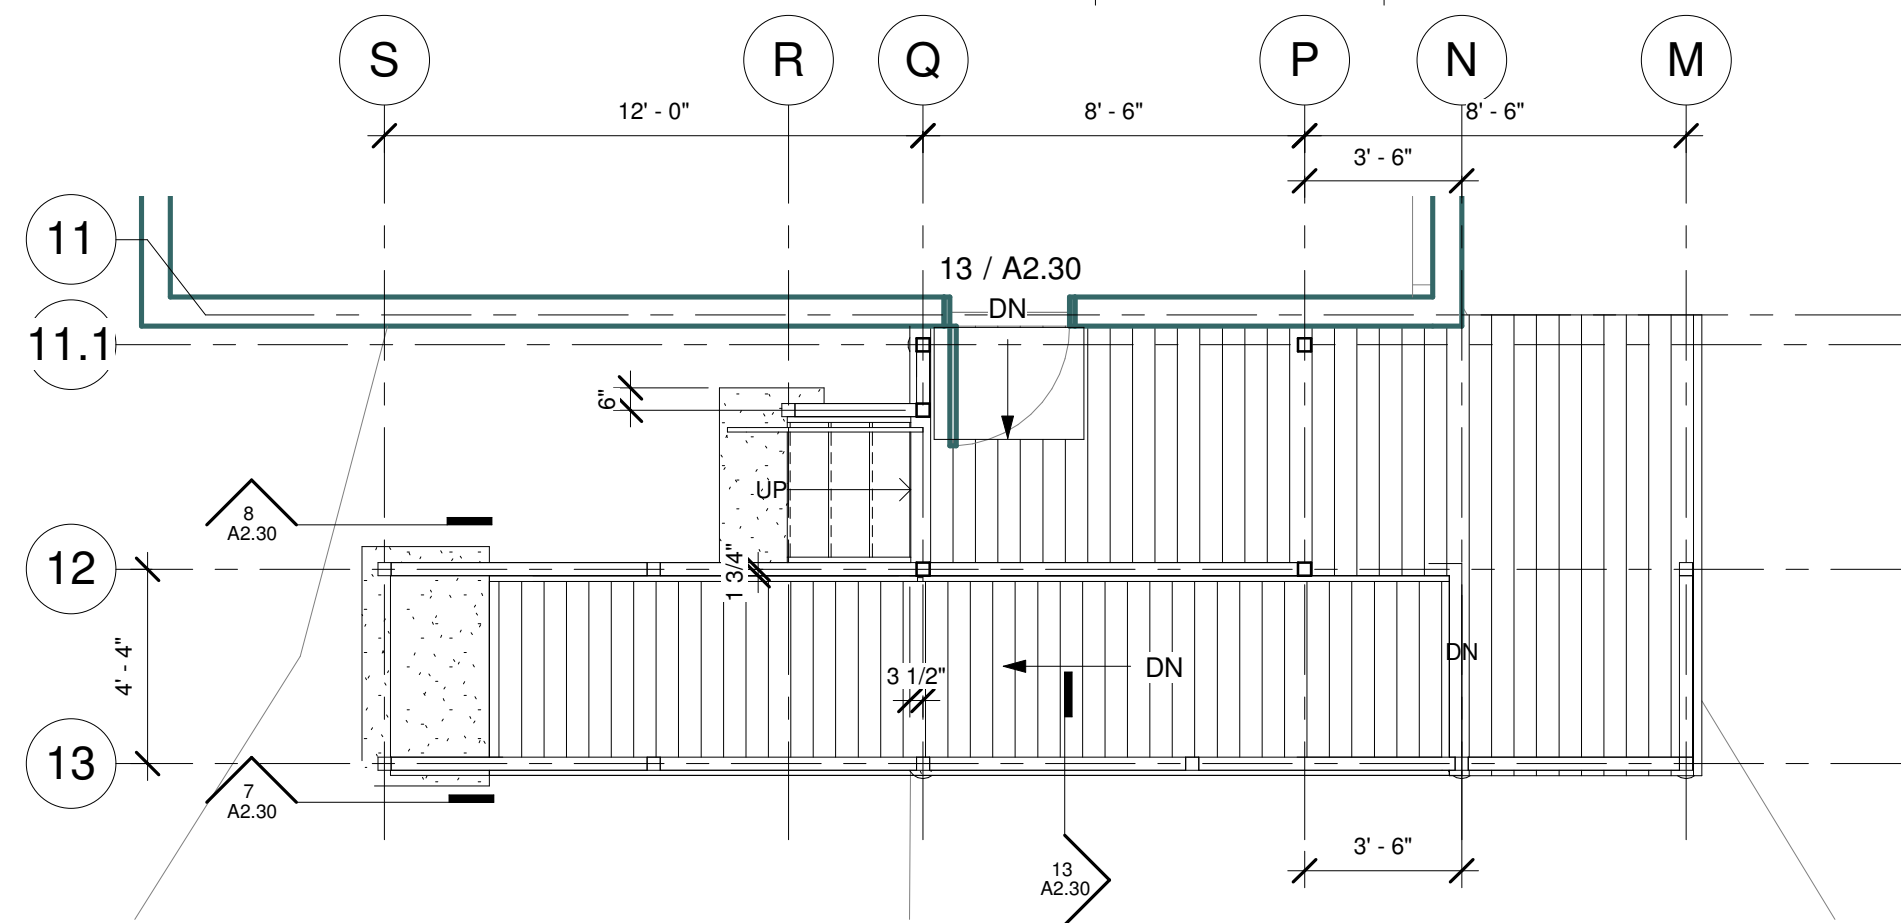 S R Q P N M
12' - 0" 8' - 6" 8' - 6"
3' - 6"
11
13 / A2.30
DN
11.1
6"
UP
8
A2.30
12
1 3/4"
4' - 4"
DN
DN
3 1/2"
13
7
A2.30
3' - 6"
13
A2.30